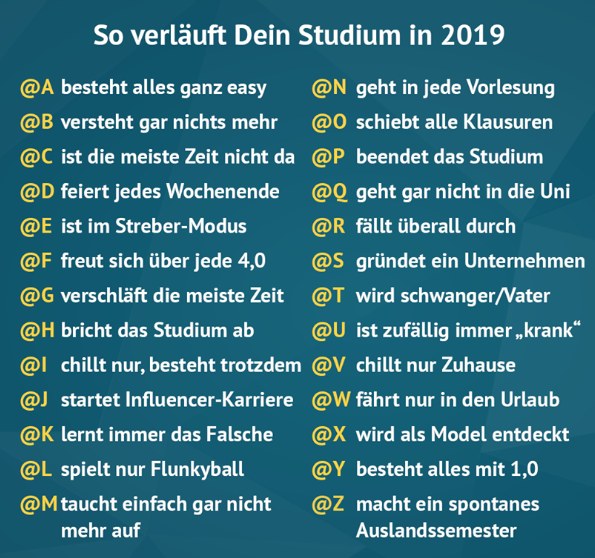 So verläuft Dein Studium in 2019
@A besteht alles ganz easy
@B versteht gar nichts mehr
@C ist die meiste Zeit nicht da
@D feiert jedes Wochenende
@E ist im Streber-Modus
@F freut sich über jede 4,0
@G verschläft die meiste Zeit
@H bricht das Studium ab
@I chillt nur, besteht trotzdem
@J startet Influencer-Karriere
@K lernt immer das Falsche
@L spielt nur Flunkyball
@M taucht einfach gar nicht
mehr auf
@N geht in jede Vorlesung
@O schiebt alle Klausuren
@P beendet das Studium
@Q geht gar nicht in die Uni
@R fällt überall durch
@S gründet ein Unternehmen
@T wird schwanger/Vater
@U ist zufällig immer „krank“
@V chillt nur Zuhause
@W fährt nur in den Urlaub
@X wird als Model entdeckt
@Y besteht alles mit 1,0
@Z macht ein spontanes
Auslandssemester